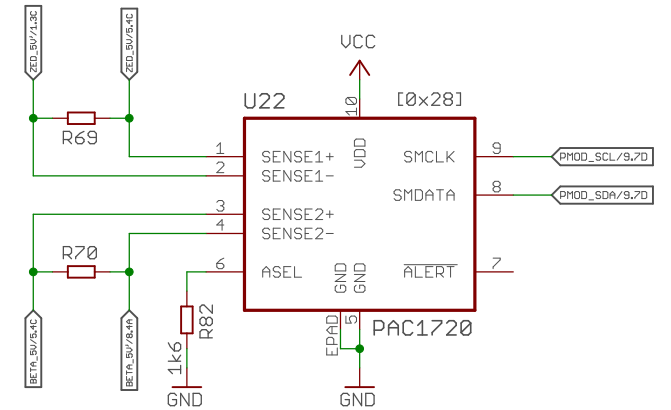 ZED_5V'/1.3C
ZED_5V/5.4C
VCC
U22
10
[0x28]
R69
1
SENSE1+
VDD
SMCLK
9
PMOD_SCL/9.7D
2
SENSE1-
SMDATA
8
PMOD_SDA/9.7D
3
SENSE2+
4
SENSE2-
R70
6
ASEL
GND
GND
ALERT
7
R82
1k6
EPAD
5
PAC1720
BETA_5V/5.4C
BETA_5V'/8.4A
GND
GND